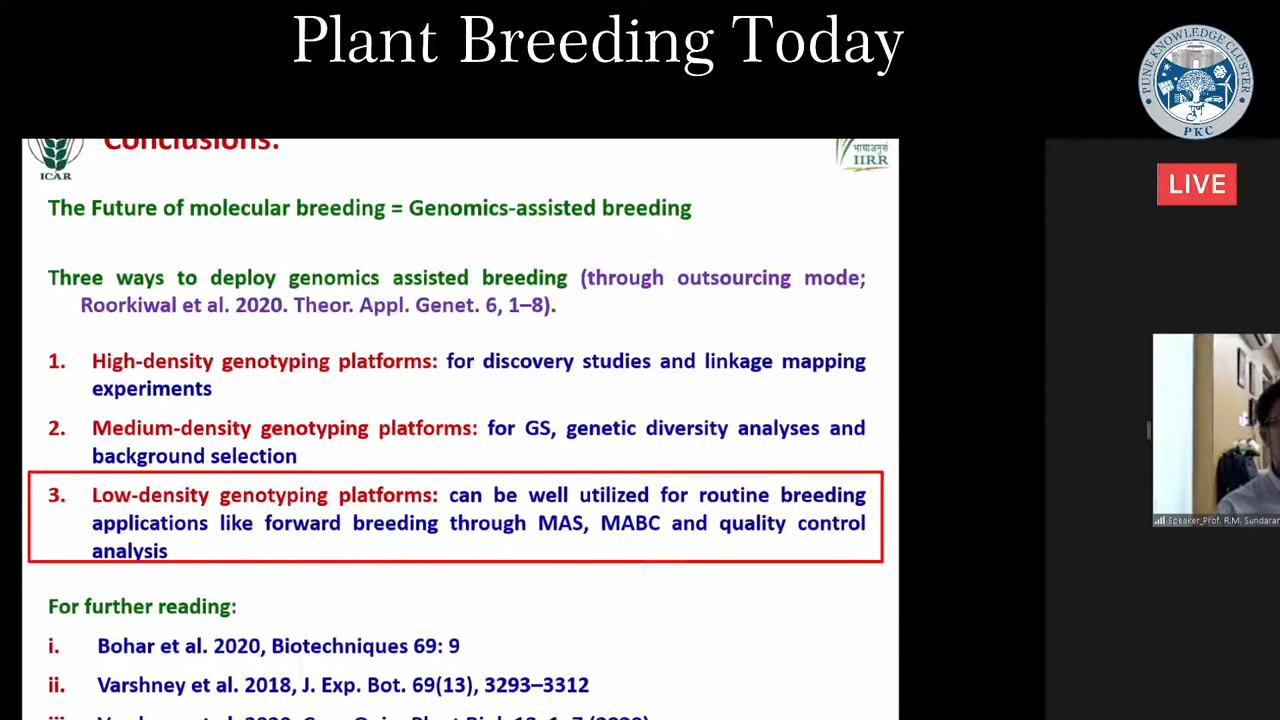 Plant Breeding Today
PUNE KNOWLEDGE CLUSTER
PKC
LIVE
Conclusions:
ICAR
IIRR
The Future of molecular breeding = Genomics-assisted breeding
Three ways to deploy genomics assisted breeding (through outsourcing mode;
Roorkiwal et al. 2020. Theor. Appl. Genet. 6, 1–8).
1. High-density genotyping platforms: for discovery studies and linkage mapping
experiments
2. Medium-density genotyping platforms: for GS, genetic diversity analyses and
background selection
3. Low-density genotyping platforms: can be well utilized for routine breeding
applications like forward breeding through MAS, MABC and quality control
analysis
For further reading:
i. Bohar et al. 2020, Biotechniques 69: 9
ii. Varshney et al. 2018, J. Exp. Bot. 69(13), 3293–3312
Speaker_Prof. R.M. Sundaran